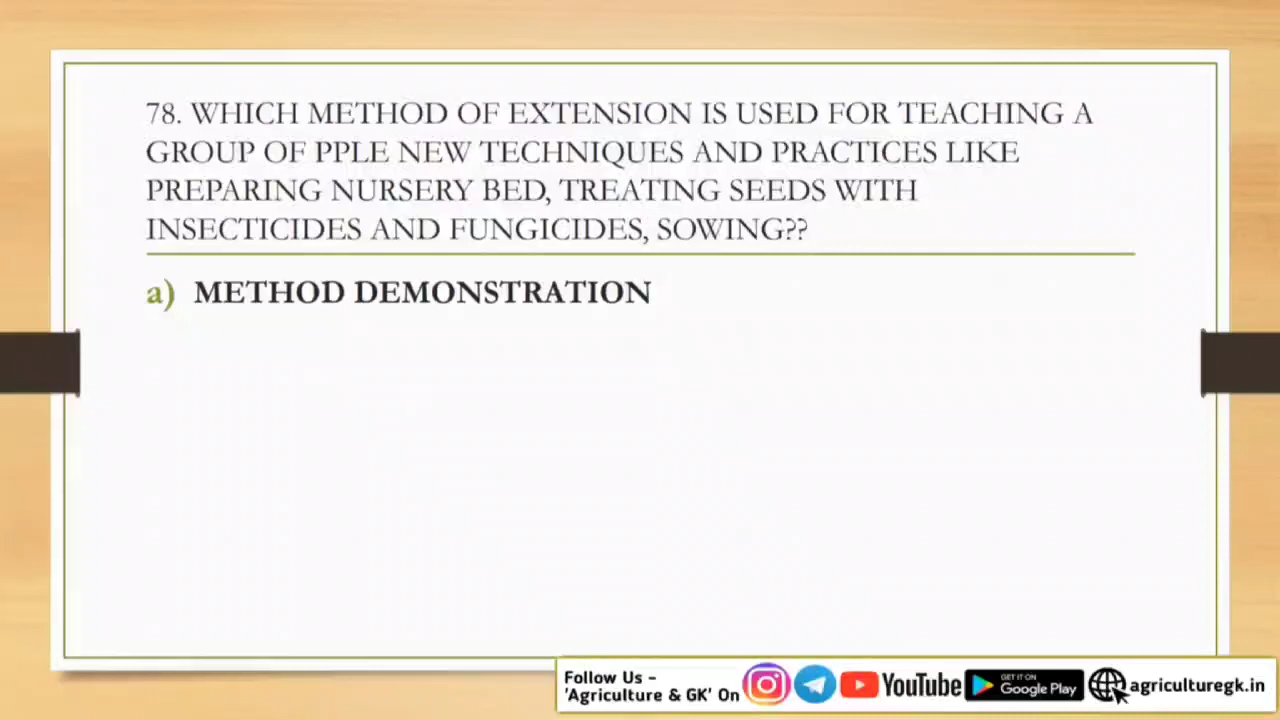 78. WHICH METHOD OF EXTENSION IS USED FOR TEACHING A
GROUP OF PPLE NEW TECHNIQUES AND PRACTICES LIKE
PREPARING NURSERY BED, TREATING SEEDS WITH
INSECTICIDES AND FUNGICIDES, SOWING??
a) METHOD DEMONSTRATION
Follow Us –
'Agriculture & GK' On
YouTube
GET IT ON
Google Play
agriculturegk.in